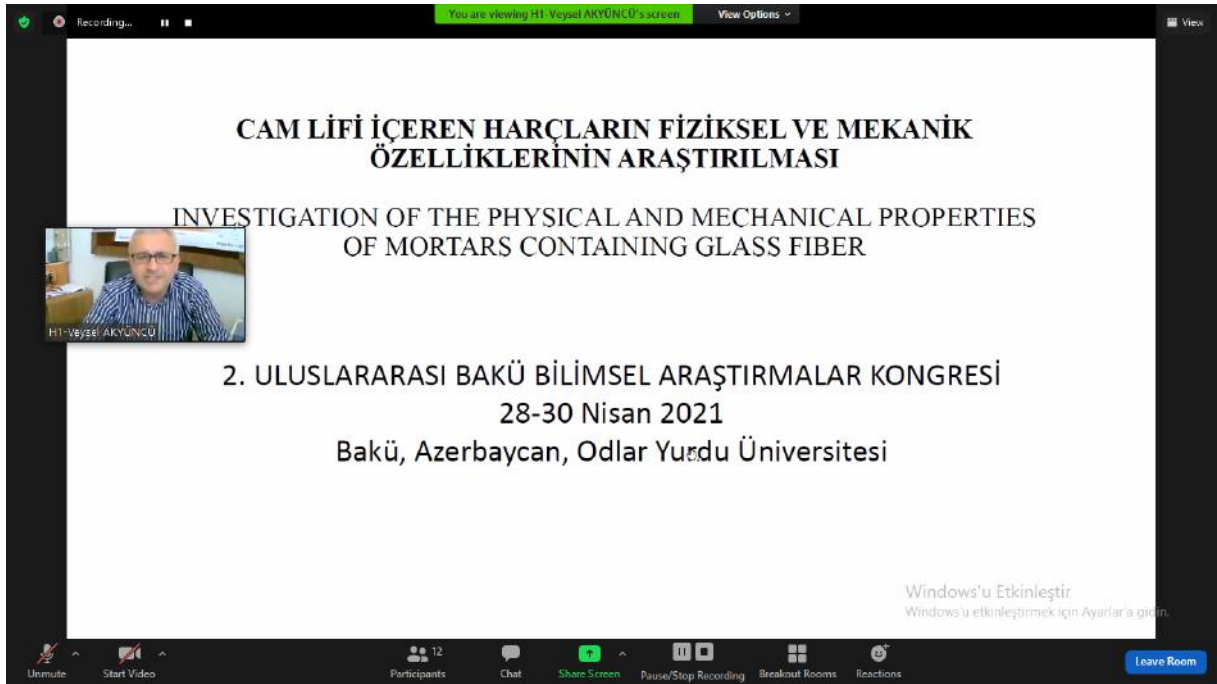 Recording...
You are viewing H1-Veysel AKYÜNCÜ's screen
View Options
View
CAM LİFİ İÇEREN HARÇLARIN FİZİKSEL VE MEKANİK
ÖZELLİKLERİNİN ARAŞTIRILMASI
INVESTIGATION OF THE PHYSICAL AND MECHANICAL PROPERTIES
OF MORTARS CONTAINING GLASS FIBER
H1-Veysel AKYÜNCÜ
2. ULUSLARARASI BAKÜ BİLİMSEL ARAŞTIRMALAR KONGRESİ
28-30 Nisan 2021
Bakü, Azerbaycan, Odlar Yurdu Üniversitesi
Windows'u Etkinleştir
Windows'u etkinleştirmek için Ayarlar'a gidin.
Unmute
Start Video
12
Participants
Chat
Share Screen
Pause/Stop Recording
Breakout Rooms
Reactions
Leave Room